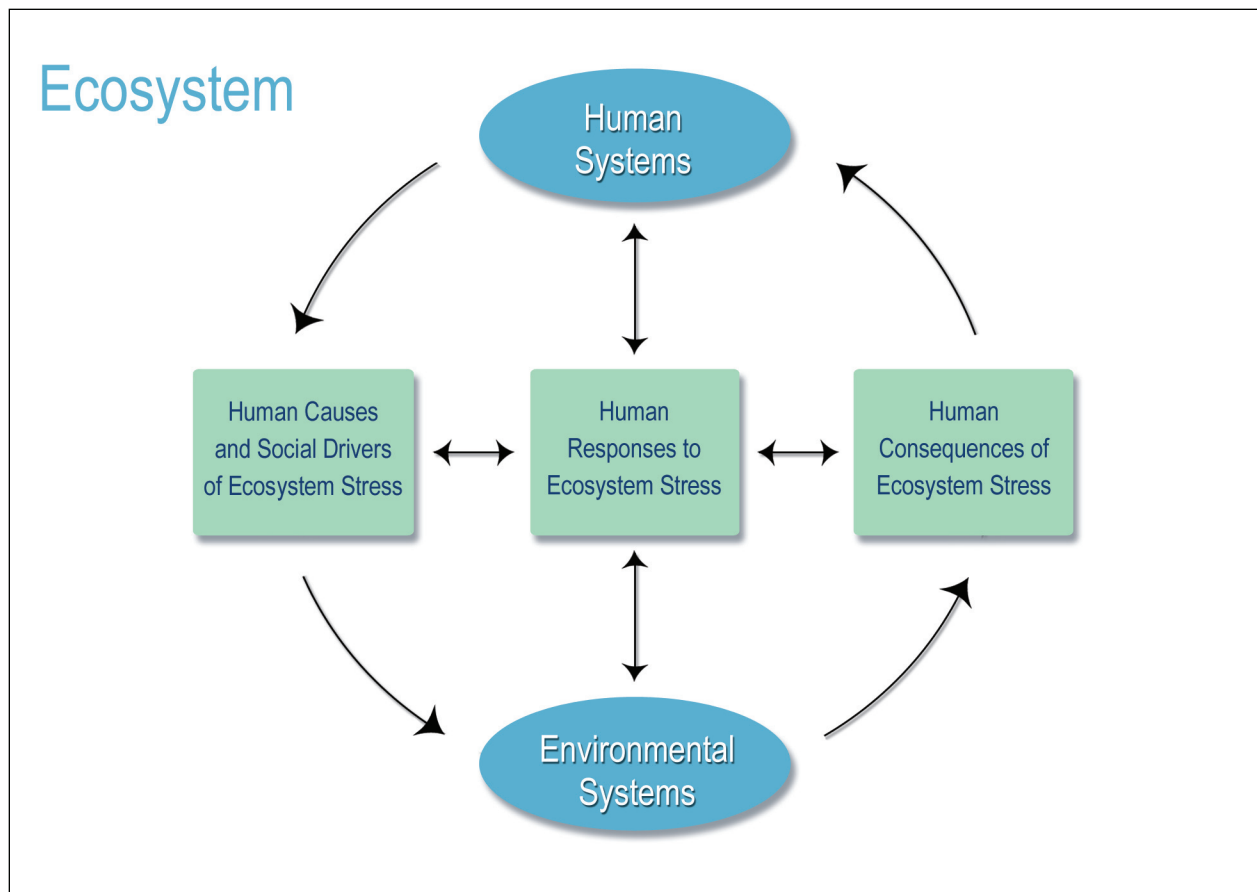 Ecosystem
Human
Systems
Human Causes
and Social Drivers
of Ecosystem Stress
Human
Responses to
Ecosystem Stress
Human
Consequences of
Ecosystem Stress
Environmental
Systems